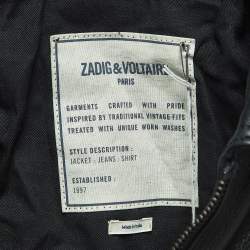 ZADIG&VOLTAIRE
PARIS
GARMENTS CRAFTED WITH PRIDE
INSPIRED BY TRADITIONAL VINTAGE-FITS
TREATED WITH UNIQUE WORN WASHES
STYLE DESCRIPTION :
JACKET : JEANS : SHIRT
ESTABLISHED :
1997